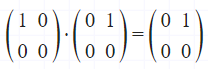 ( 1 0 ) · ( 0 1 ) = ( 0 1 )
( 0 0 )   ( 0 0 )   ( 0 0 )